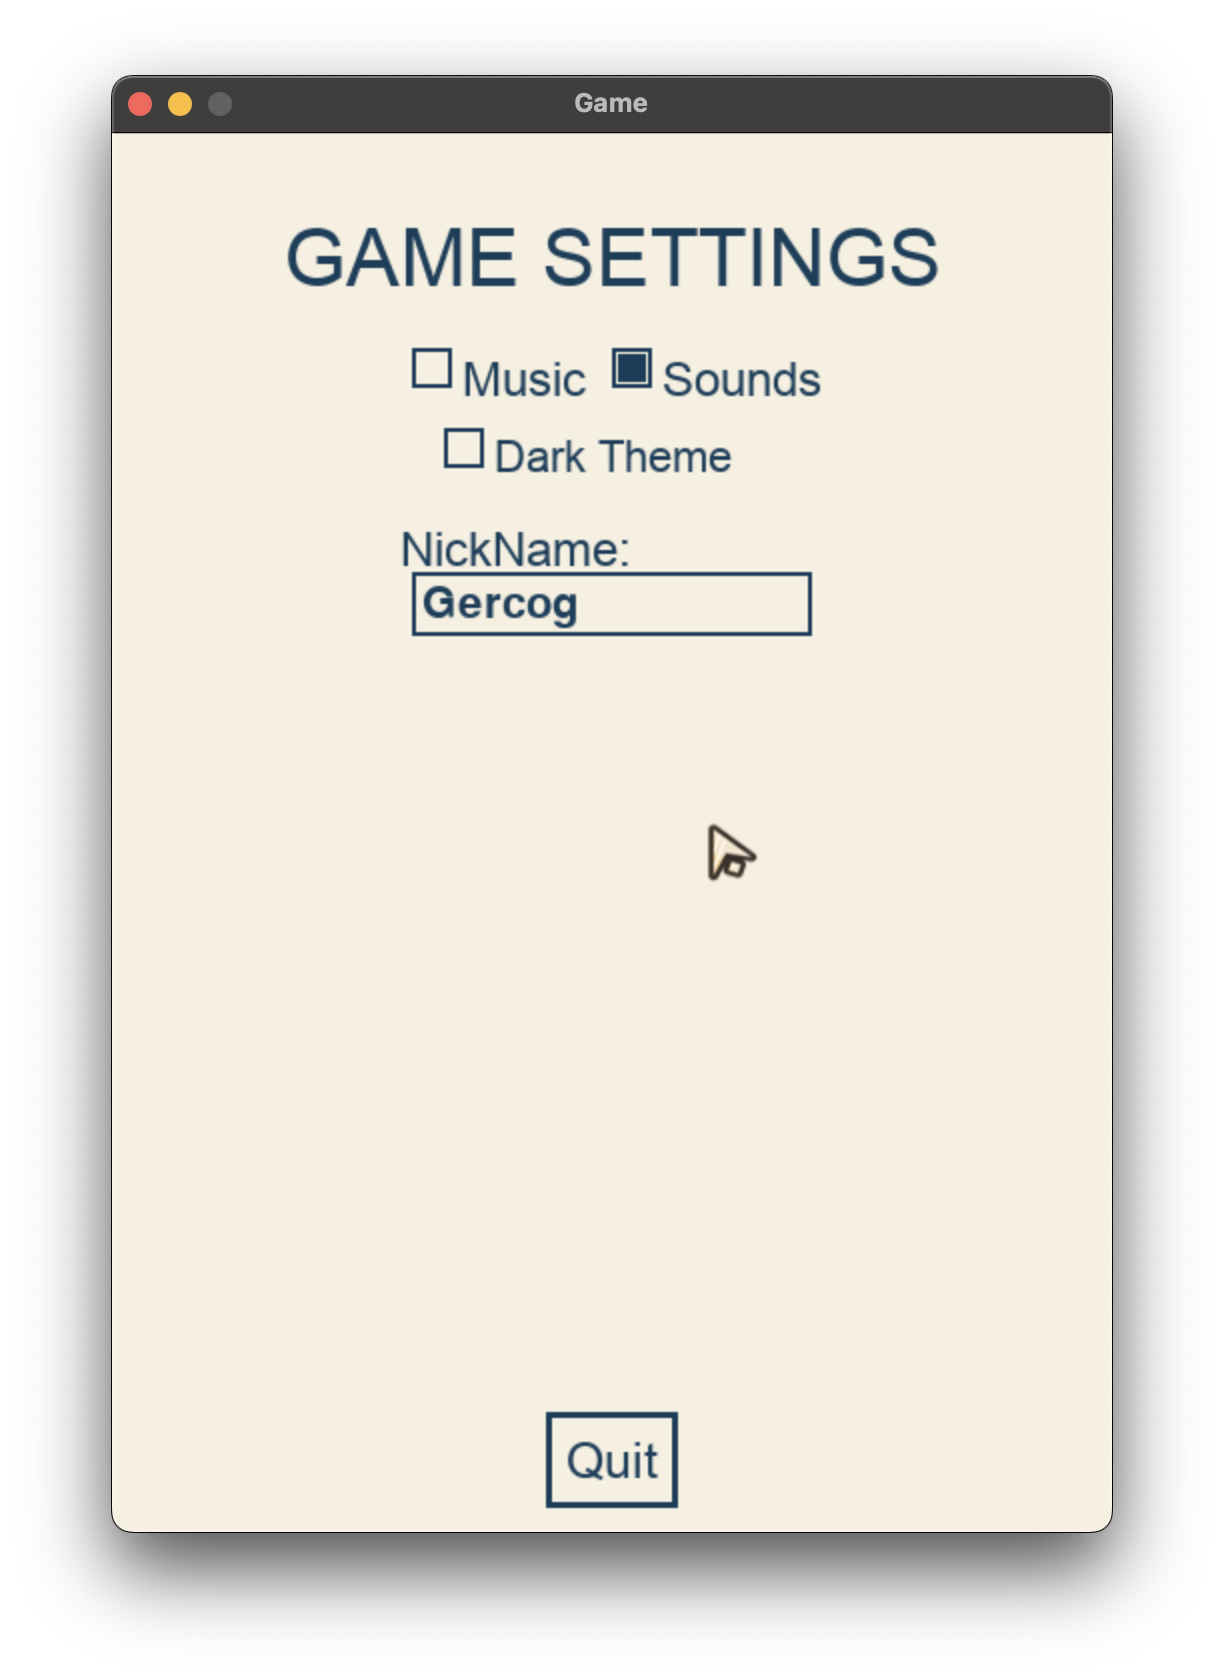 Game
GAME SETTINGS
Music Sounds
Dark Theme
NickName:
Gercog
Quit